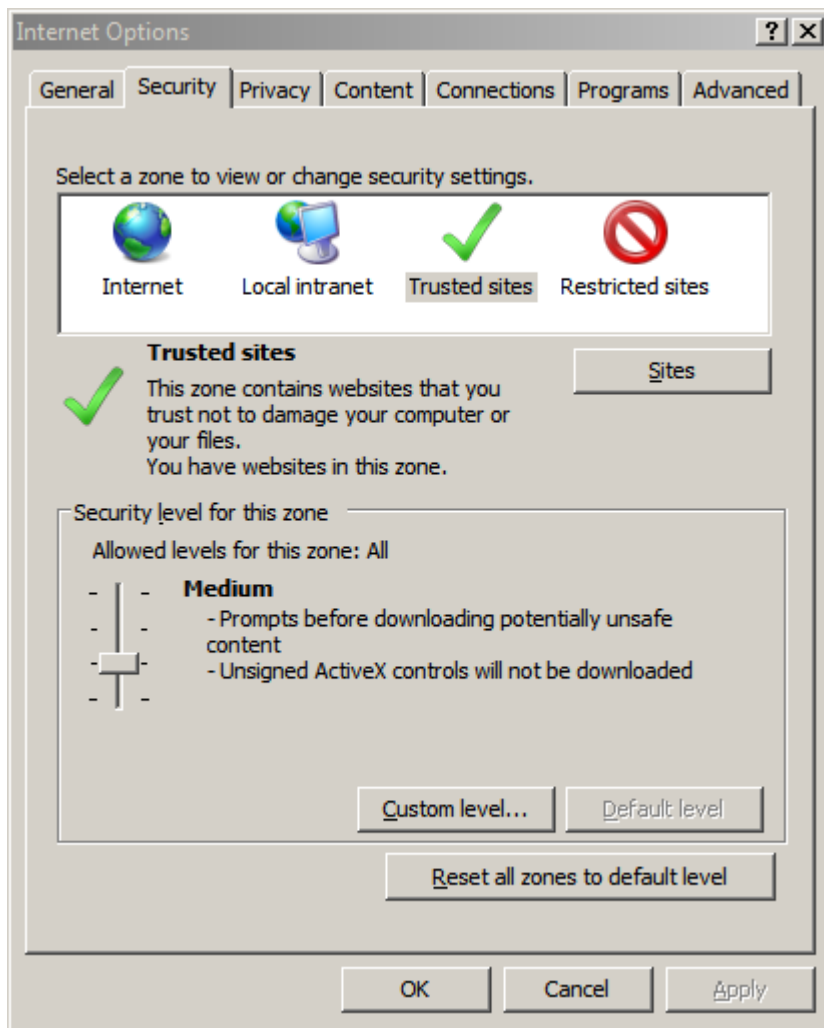 Internet Options
General Security Privacy Content Connections Programs Advanced
Select a zone to view or change security settings.
Internet Local intranet Trusted sites Restricted sites
Trusted sites
Sites
This zone contains websites that you
trust not to damage your computer or
your files.
You have websites in this zone.
Security level for this zone
Allowed levels for this zone: All
Medium
- Prompts before downloading potentially unsafe
content
- Unsigned ActiveX controls will not be downloaded
Custom level... Default level
Reset all zones to default level
OK Cancel Apply